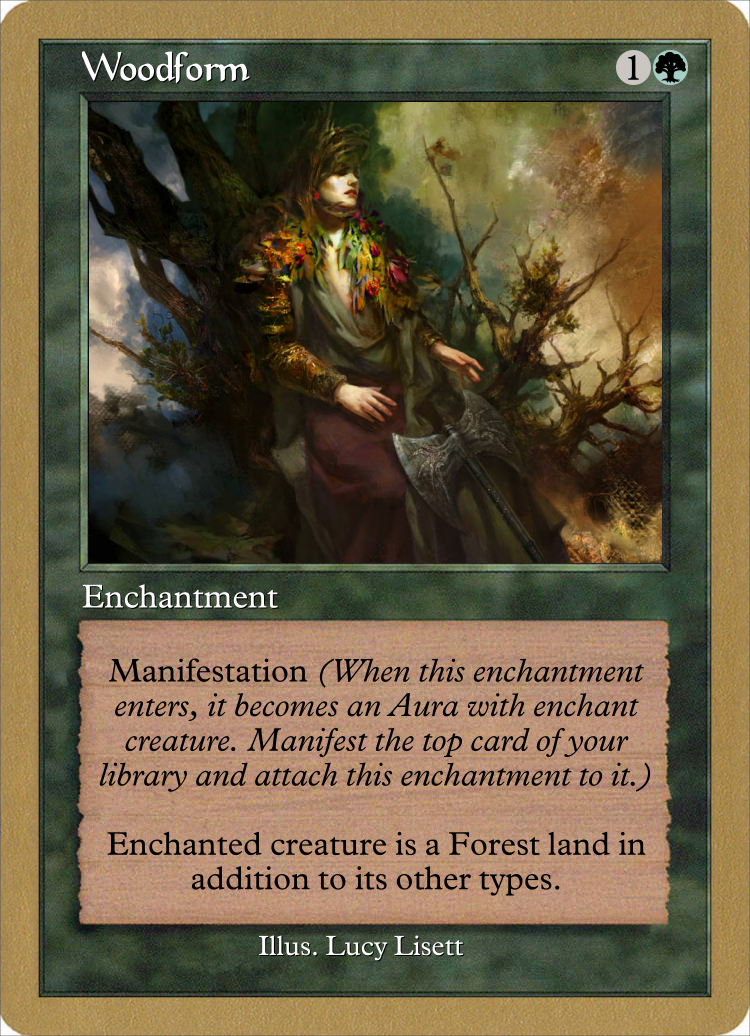 Woodform 1
Enchantment
Manifestation (When this enchantment
enters, it becomes an Aura with enchant
creature. Manifest the top card of your
library and attach this enchantment to it.)
Enchanted creature is a Forest land in
addition to its other types.
Illus. Lucy Lisett